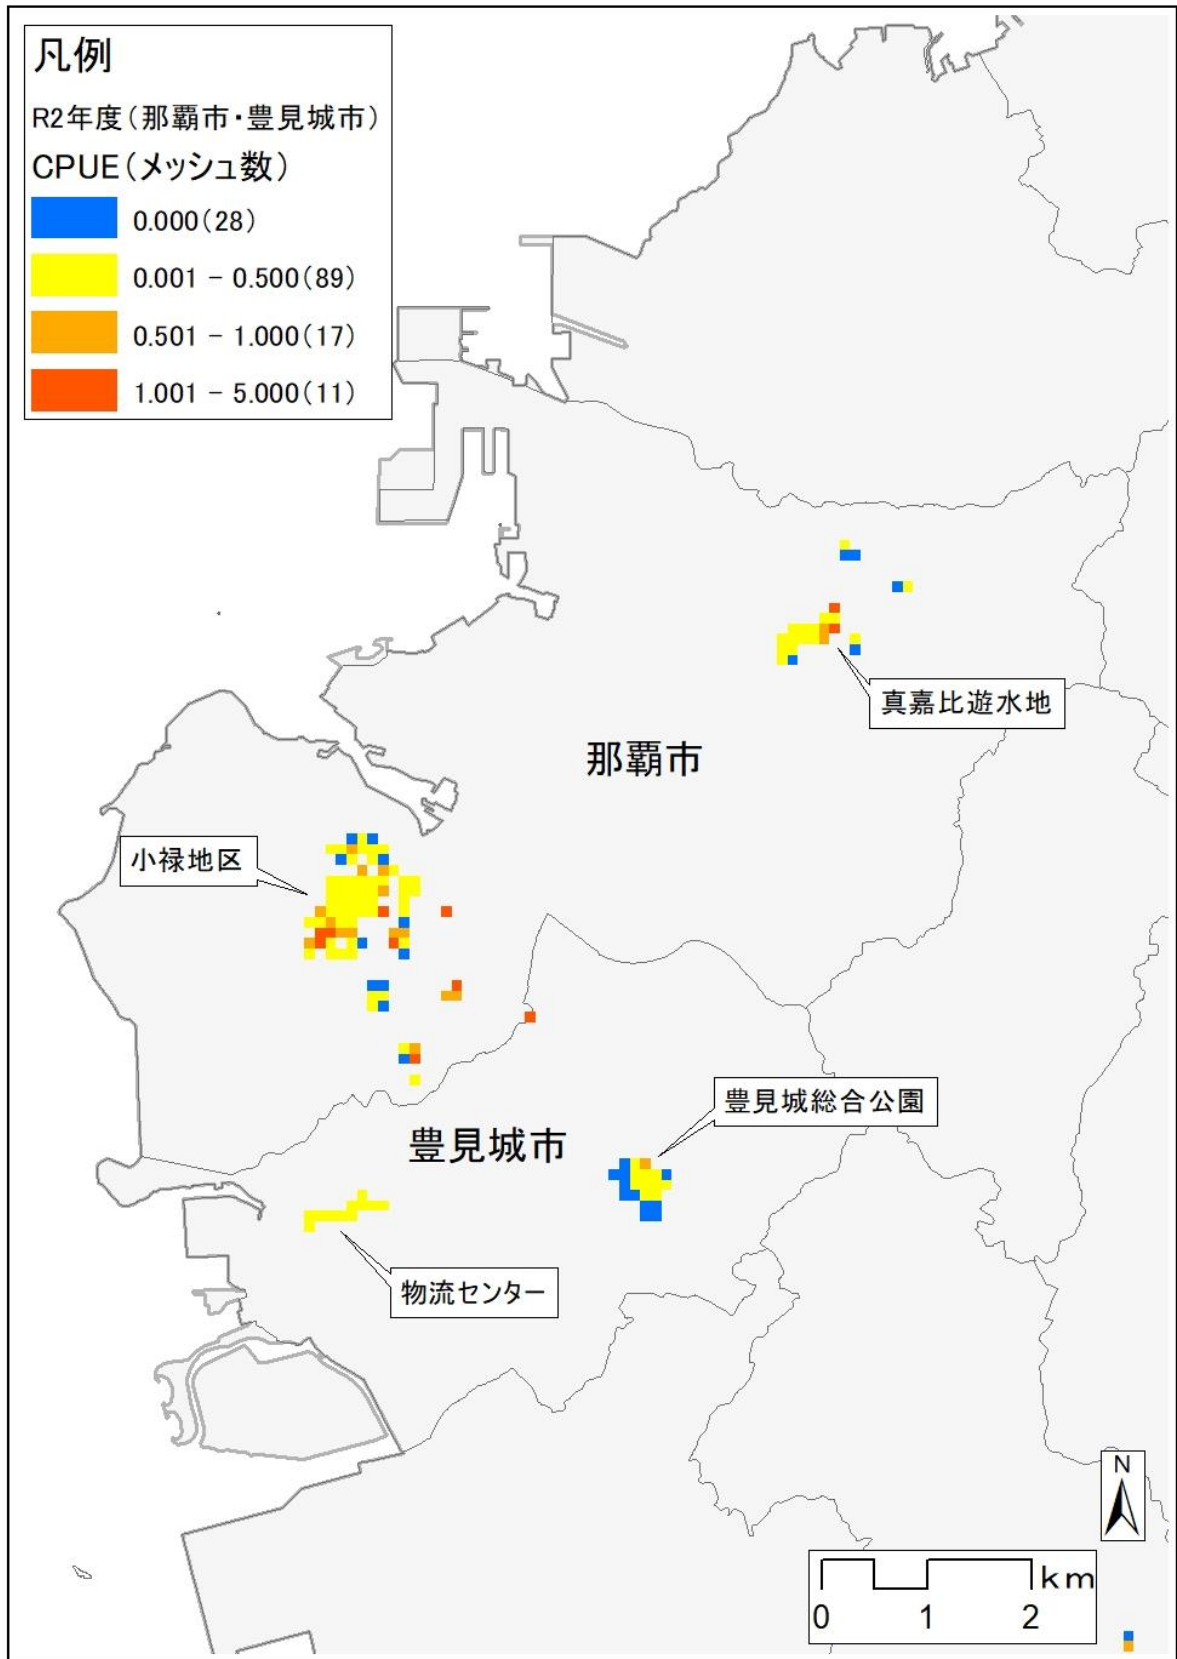 凡例
R2年度(那覇市・豊見城市)
CPUE(メッシュ数)
0.000(28)
0.001 - 0.500(89)
0.501 - 1.000(17)
1.001 - 5.000(11)
真嘉比遊水地
那覇市
小禄地区
豊見城総合公園
豊見城市
物流センター
N
km
0 1 2